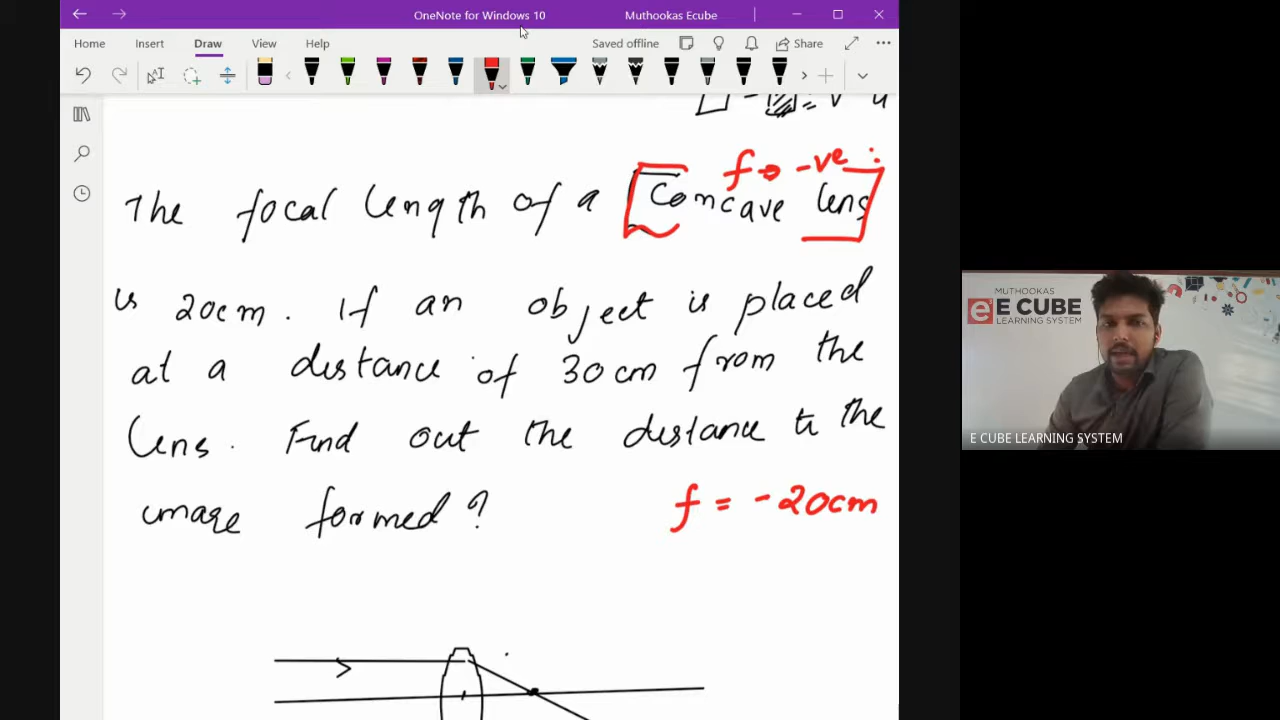 OneNote for Windows 10
Muthookas Ecube
Home Insert Draw View Help
Saved offline
Share
f → -ve :
The focal length of a Concave lens
is 20cm. If an object is placed
at a distance of 30cm from the
lens. Find out the distance to the
image formed?
f = -20cm
MUTHOOKAS
E CUBE
LEARNING SYSTEM
E CUBE LEARNING SYSTEM